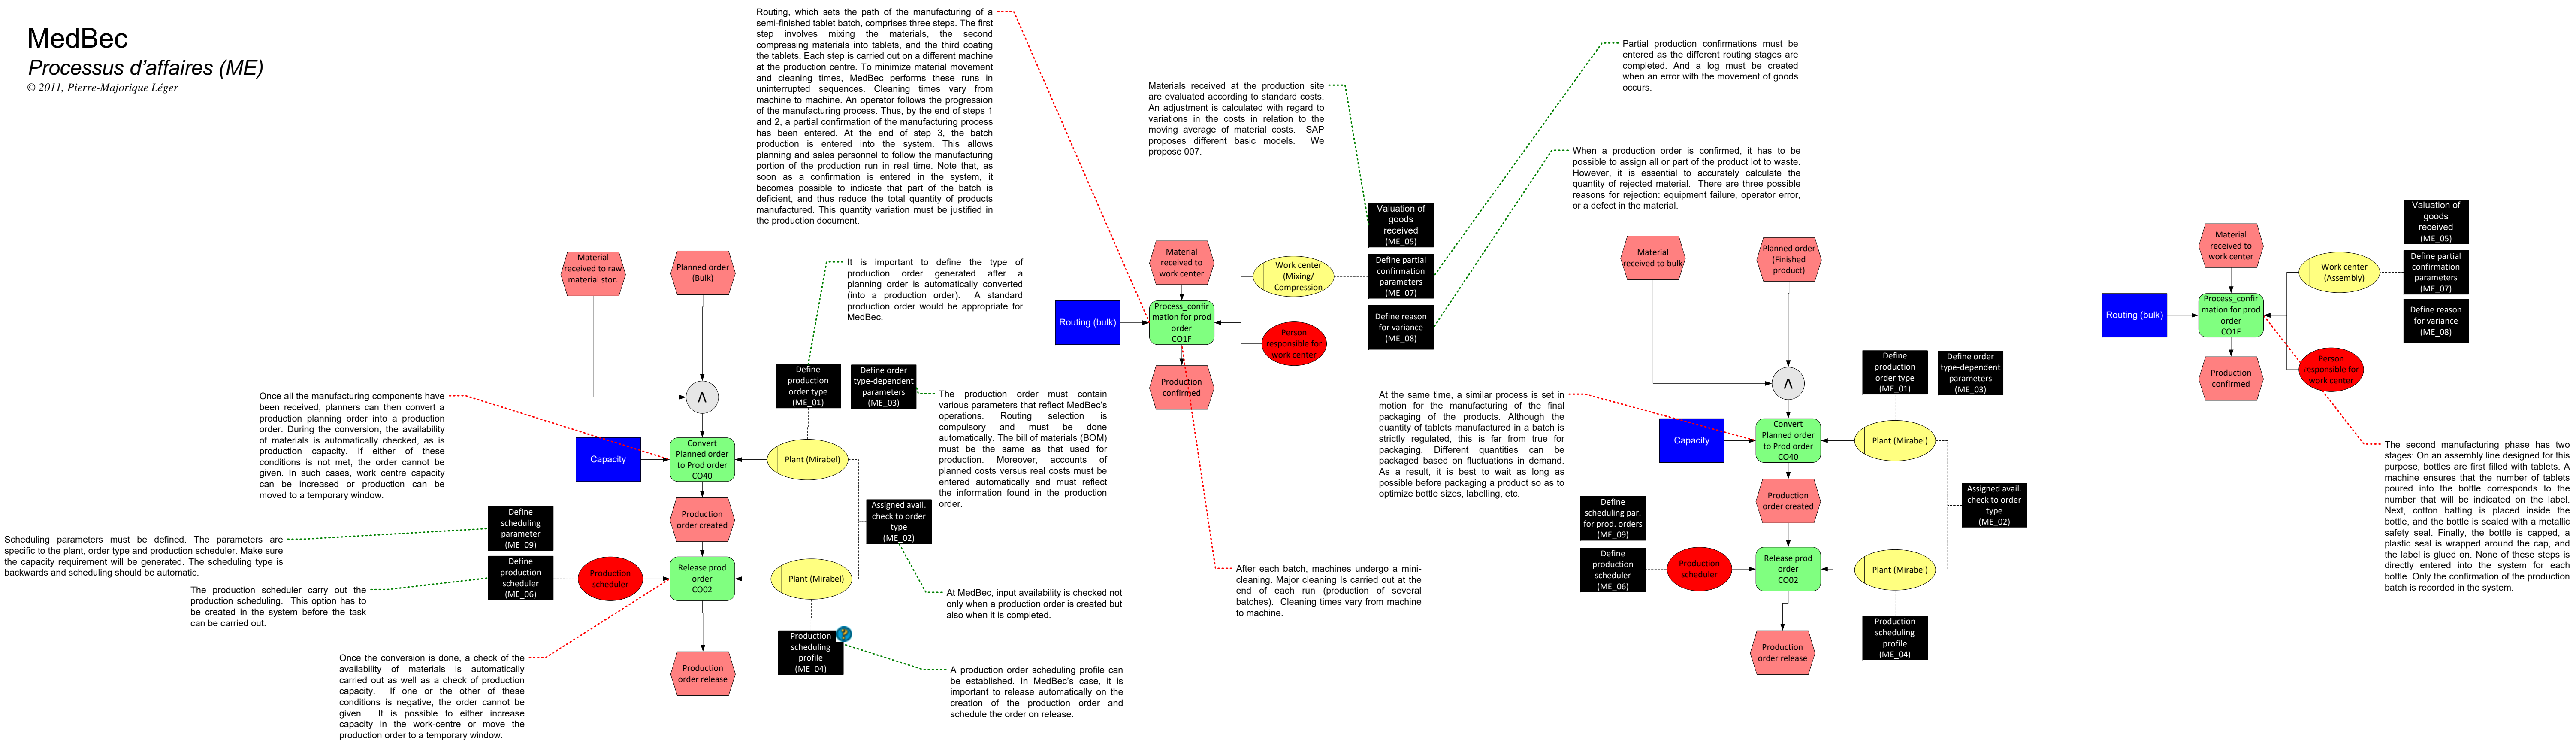 MedBec
Processus d'affaires (ME)
© 2011, Pierre-Majorique Léger
Routing, which sets the path of the manufacturing of a
semi-finished tablet batch, comprises three steps. The first
step involves mixing the materials, the second
compressing materials into tablets, and the third coating
the tablets. Each step is carried out on a different machine
at the production centre. To minimize material movement
and cleaning times, MedBec performs these runs in
uninterrupted sequences. Cleaning times vary from
machine to machine. An operator follows the progression
of the manufacturing process. Thus, by the end of steps 1
and 2, a partial confirmation of the manufacturing process
has been entered. At the end of step 3, the batch
production is entered into the system. This allows
planning and sales personnel to follow the manufacturing
portion of the production run in real time. Note that, as
soon as a confirmation is entered in the system, it
becomes possible to indicate that part of the batch is
deficient, and thus reduce the total quantity of products
manufactured. This quantity variation must be justified in
the production document.
Material
received to raw
material stor.
Planned order
(Bulk)
Λ
It is important to define the type of
production order generated after a
planning order is automatically converted
(into a production order). A standard
production order would be appropriate for
MedBec.
Define
production
order type
(ME_01)
Define order
type-dependent
parameters
(ME_03)
Once all the manufacturing components have
been received, planners can then convert a
production planning order into a production
order. During the conversion, the availability
of materials is automatically checked, as is
production capacity. If either of these
conditions is not met, the order cannot be
given. In such cases, work centre capacity
can be increased or production can be
moved to a temporary window.
Capacity
Convert
Planned order
to Prod order
CO40
Plant (Mirabel)
The production order must contain
various parameters that reflect MedBec's
operations. Routing selection is
compulsory and must be done
automatically. The bill of materials (BOM)
must be the same as that used for
production. Moreover, accounts of
planned costs versus real costs must be
entered automatically and must reflect
the information found in the production
order.
Production
order created
Assigned avail.
check to order
type
(ME_02)
Define
scheduling
parameter
(ME_09)
Scheduling parameters must be defined. The parameters are
specific to the plant, order type and production scheduler. Make sure
the capacity requirement will be generated. The scheduling type is
backwards and scheduling should be automatic.
Define
production
scheduler
(ME_06)
Production
scheduler
Release prod
order
CO02
Plant (Mirabel)
The production scheduler carry out the
production scheduling. This option has to
be created in the system before the task
can be carried out.
At MedBec, input availability is checked not
only when a production order is created but
also when it is completed.
Production
scheduling
profile
(ME_04)
?
Once the conversion is done, a check of the
availability of materials is automatically
carried out as well as a check of production
capacity. If one or the other of these
conditions is negative, the order cannot be
given. It is possible to either increase
capacity in the work-centre or move the
production order to a temporary window.
Production
order release
A production order scheduling profile can
be established. In MedBec's case, it is
important to release automatically on the
creation of the production order and
schedule the order on release.
Materials received at the production site
are evaluated according to standard costs.
An adjustment is calculated with regard to
variations in the costs in relation to the
moving average of material costs. SAP
proposes different basic models. We
propose 007.
Partial production confirmations must be
entered as the different routing stages are
completed. And a log must be created
when an error with the movement of goods
occurs.
When a production order is confirmed, it has to be
possible to assign all or part of the product lot to waste.
However, it is essential to accurately calculate the
quantity of rejected material. There are three possible
reasons for rejection: equipment failure, operator error,
or a defect in the material.
Valuation of
goods
received
(ME_05)
Material
received to
work center
Work center
(Mixing/
Compression
Define partial
confirmation
parameters
(ME_07)
Routing (bulk)
Process_confir
mation for prod
order
CO1F
Person
responsible for
work center
Define reason
for variance
(ME_08)
Production
confirmed
After each batch, machines undergo a mini-
cleaning. Major cleaning Is carried out at the
end of each run (production of several
batches). Cleaning times vary from machine
to machine.
Material
received to bulk
Planned order
(Finished
product)
Λ
Define
production
order type
(ME_01)
Define order
type-dependent
parameters
(ME_03)
At the same time, a similar process is set in
motion for the manufacturing of the final
packaging of the products. Although the
quantity of tablets manufactured in a batch is
strictly regulated, this is far from true for
packaging. Different quantities can be
packaged based on fluctuations in demand.
As a result, it is best to wait as long as
possible before packaging a product so as to
optimize bottle sizes, labelling, etc.
Capacity
Convert
Planned order
to Prod order
CO40
Plant (Mirabel)
Production
order created
Assigned avail.
check to order
type
(ME_02)
Define
scheduling par.
for prod. orders
(ME_09)
Define
production
scheduler
(ME_06)
Production
scheduler
Release prod
order
CO02
Plant (Mirabel)
Production
scheduling
profile
(ME_04)
Production
order release
Valuation of
goods
received
(ME_05)
Material
received to
work center
Work center
(Assembly)
Define partial
confirmation
parameters
(ME_07)
Routing (bulk)
Process_confir
mation for prod
order
CO1F
Define reason
for variance
(ME_08)
Person
responsible for
work center
Production
confirmed
The second manufacturing phase has two
stages: On an assembly line designed for this
purpose, bottles are first filled with tablets. A
machine ensures that the number of tablets
poured into the bottle corresponds to the
number that will be indicated on the label.
Next, cotton batting is placed inside the
bottle, and the bottle is sealed with a metallic
safety seal. Finally, the bottle is capped, a
plastic seal is wrapped around the cap, and
the label is glued on. None of these steps is
directly entered into the system for each
bottle. Only the confirmation of the production
batch is recorded in the system.